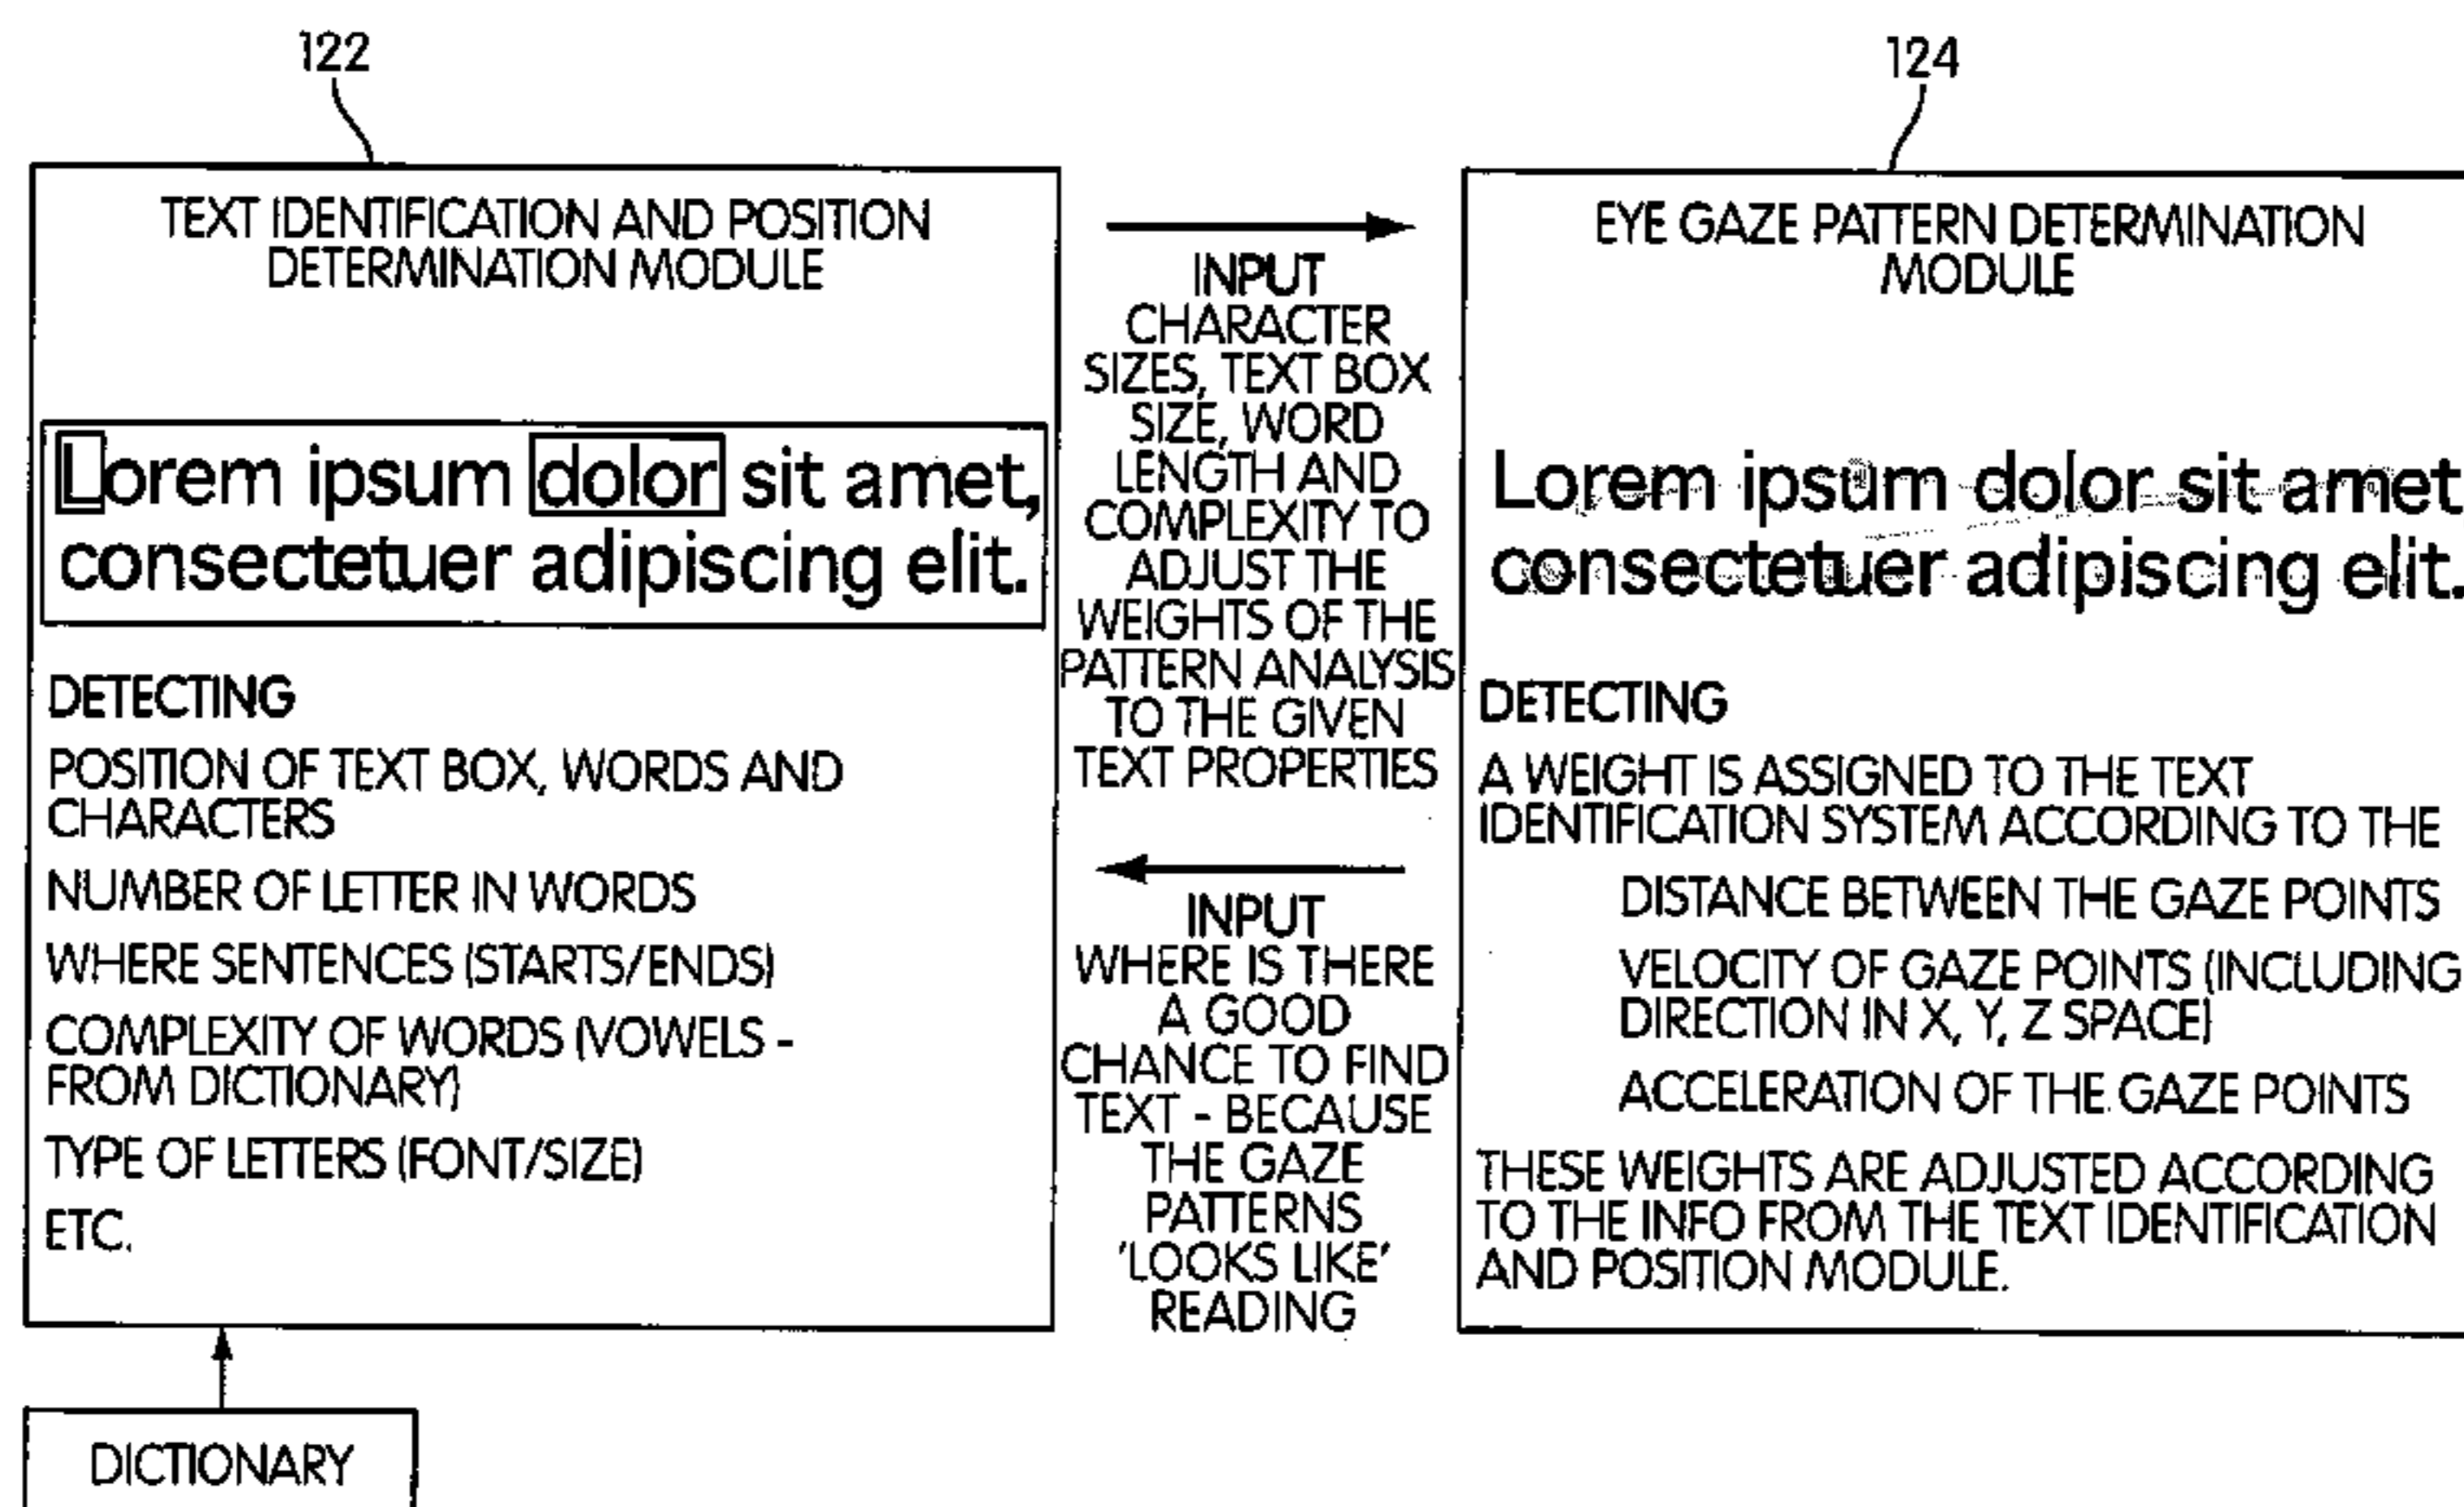 122
TEXT IDENTIFICATION AND POSITION
DETERMINATION MODULE
Lorem ipsum dolor sit amet,
consectetuer adipiscing elit.
DETECTING
POSITION OF TEXT BOX, WORDS AND
CHARACTERS
NUMBER OF LETTER IN WORDS
WHERE SENTENCES (STARTS/ENDS)
COMPLEXITY OF WORDS (VOWELS -
FROM DICTIONARY)
TYPE OF LETTERS (FONT/SIZE)
ETC.
DICTIONARY
INPUT
CHARACTER
SIZES, TEXT BOX
SIZE, WORD
LENGTH AND
COMPLEXITY TO
ADJUST THE
WEIGHTS OF THE
PATTERN ANALYSIS
TO THE GIVEN
TEXT PROPERTIES
INPUT
WHERE IS THERE
A GOOD
CHANCE TO FIND
TEXT - BECAUSE
THE GAZE
PATTERNS
'LOOKS LIKE'
READING
124
EYE GAZE PATTERN DETERMINATION
MODULE
Lorem ipsum dolor sit amet
consectetuer adipiscing elit.
DETECTING
A WEIGHT IS ASSIGNED TO THE TEXT
IDENTIFICATION SYSTEM ACCORDING TO THE
DISTANCE BETWEEN THE GAZE POINTS
VELOCITY OF GAZE POINTS (INCLUDING
DIRECTION IN X, Y, Z SPACE)
ACCELERATION OF THE GAZE POINTS
THESE WEIGHTS ARE ADJUSTED ACCORDING
TO THE INFO FROM THE TEXT IDENTIFICATION
AND POSITION MODULE.